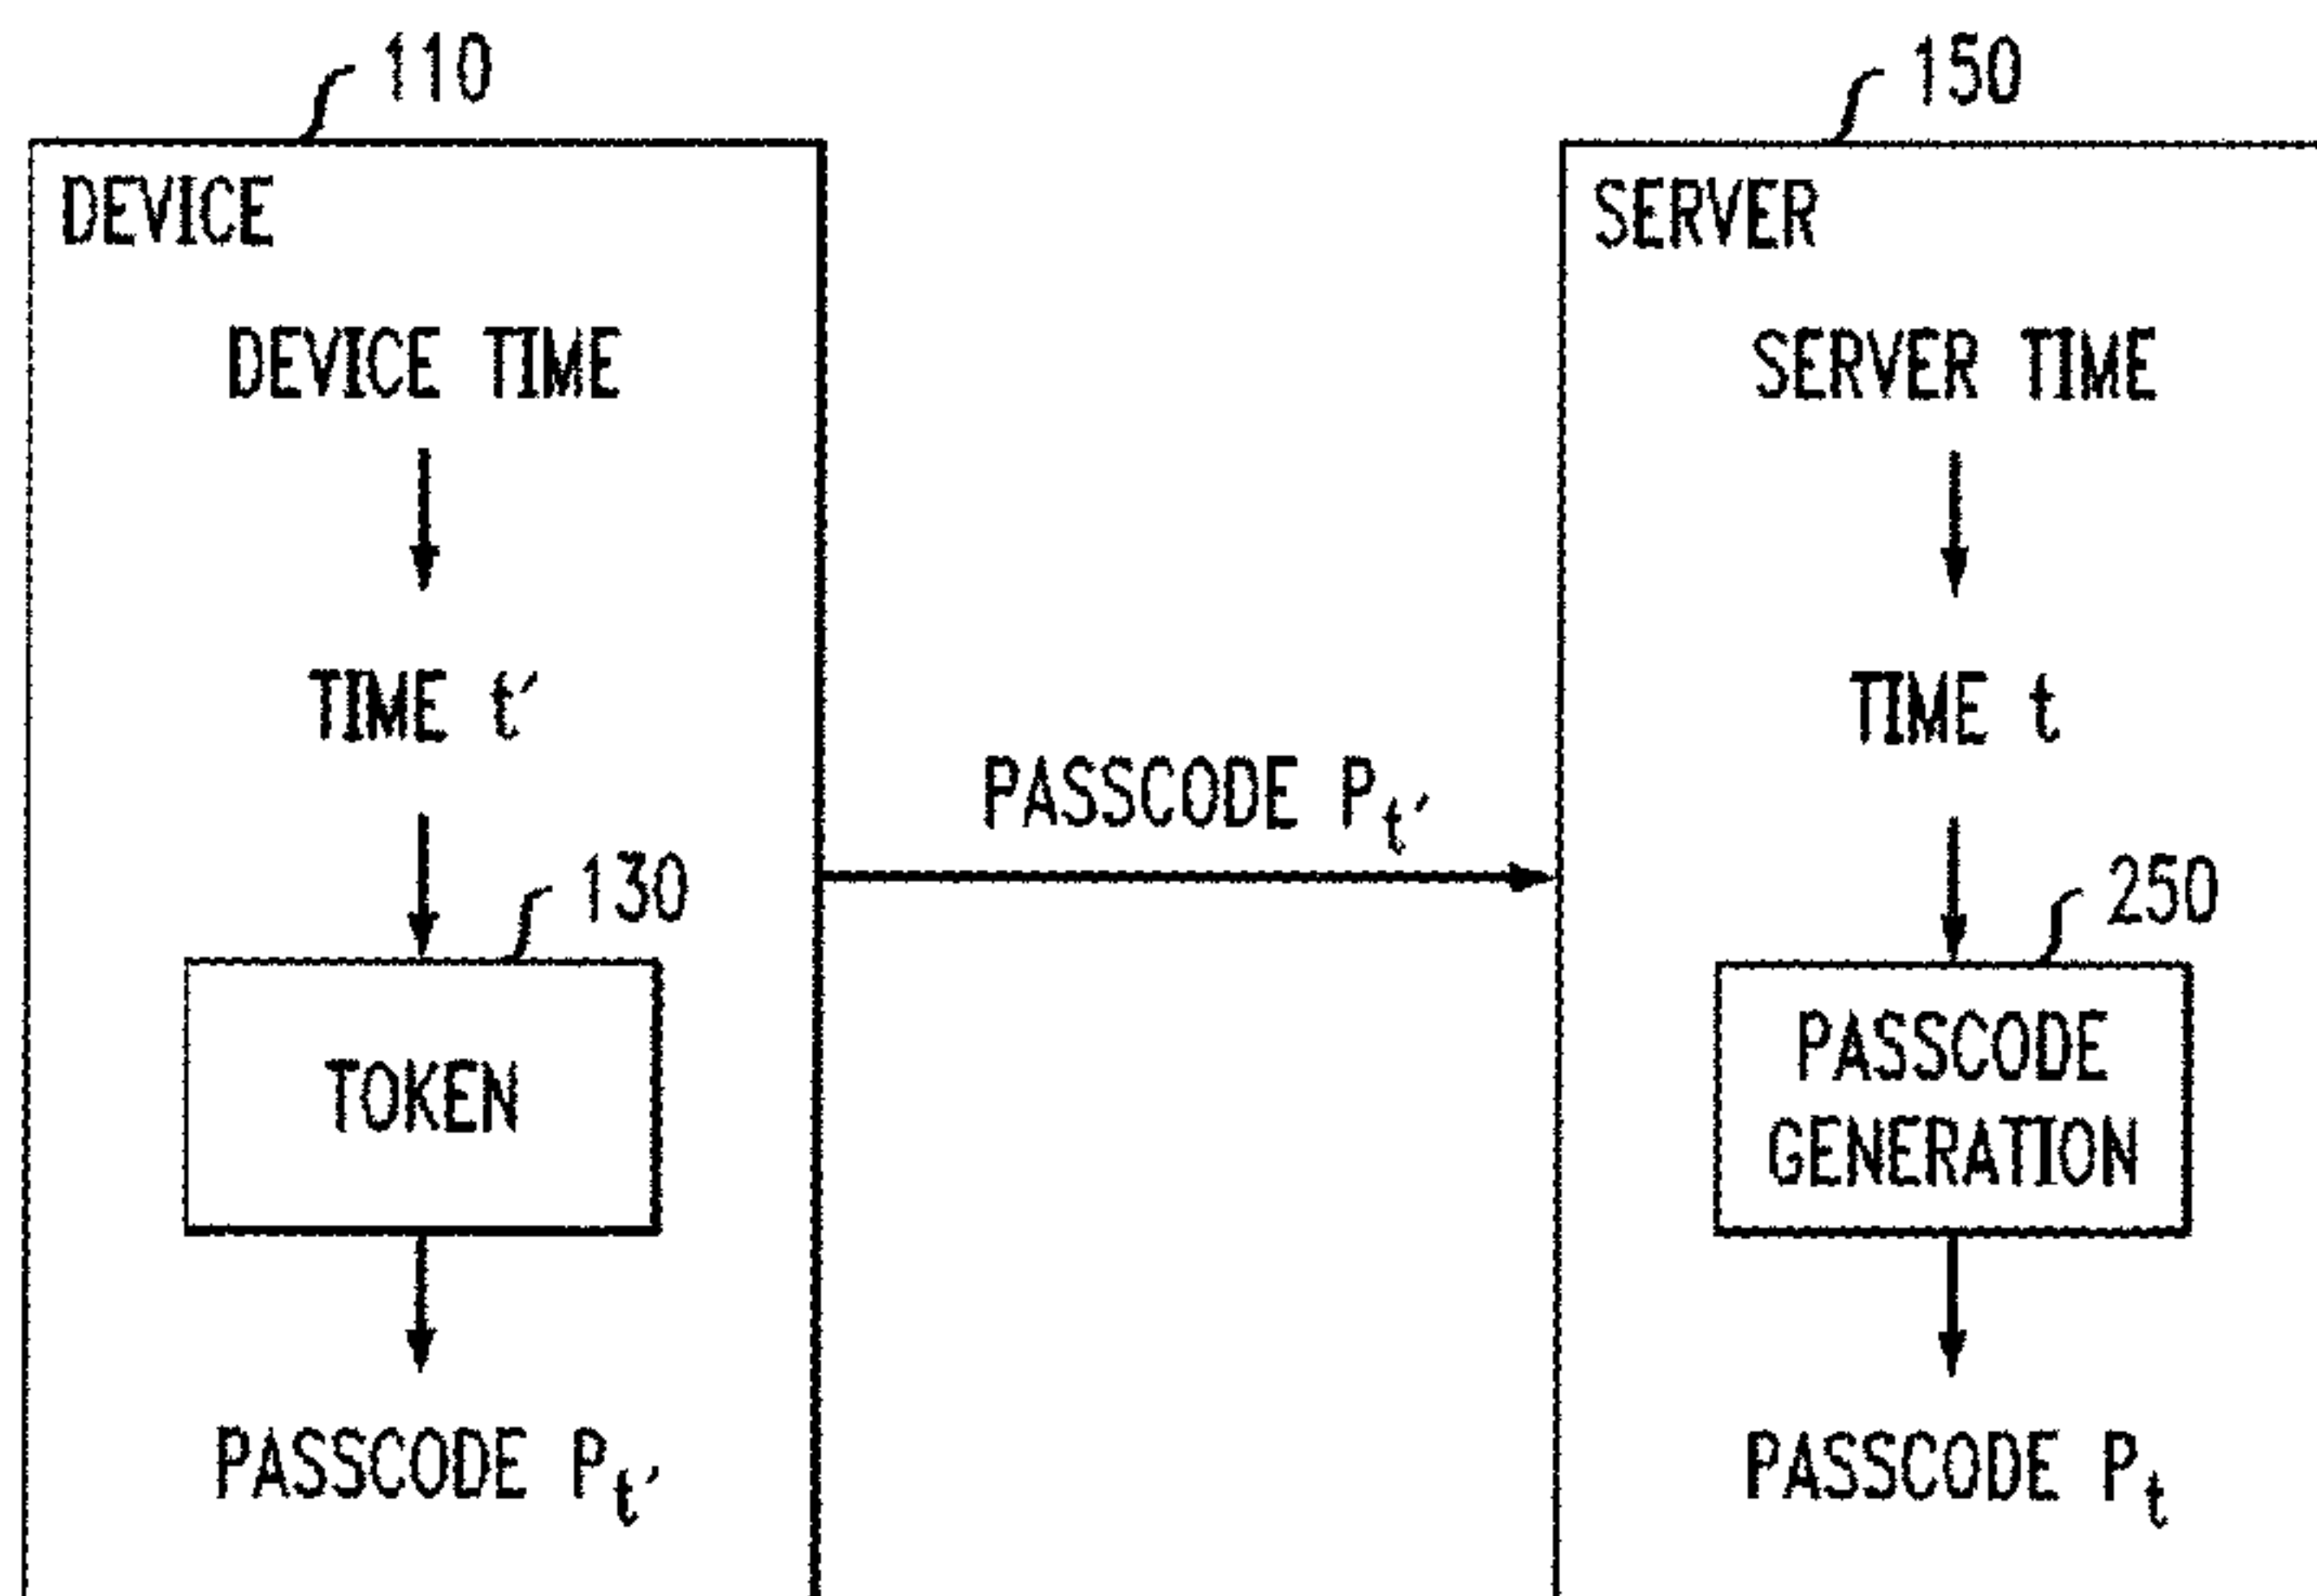 110
150
DEVICE
SERVER
DEVICE TIME
SERVER TIME
TIME t′
TIME t
PASSCODE Pt′
130
250
TOKEN
PASSCODE
GENERATION
PASSCODE Pt′
PASSCODE Pt